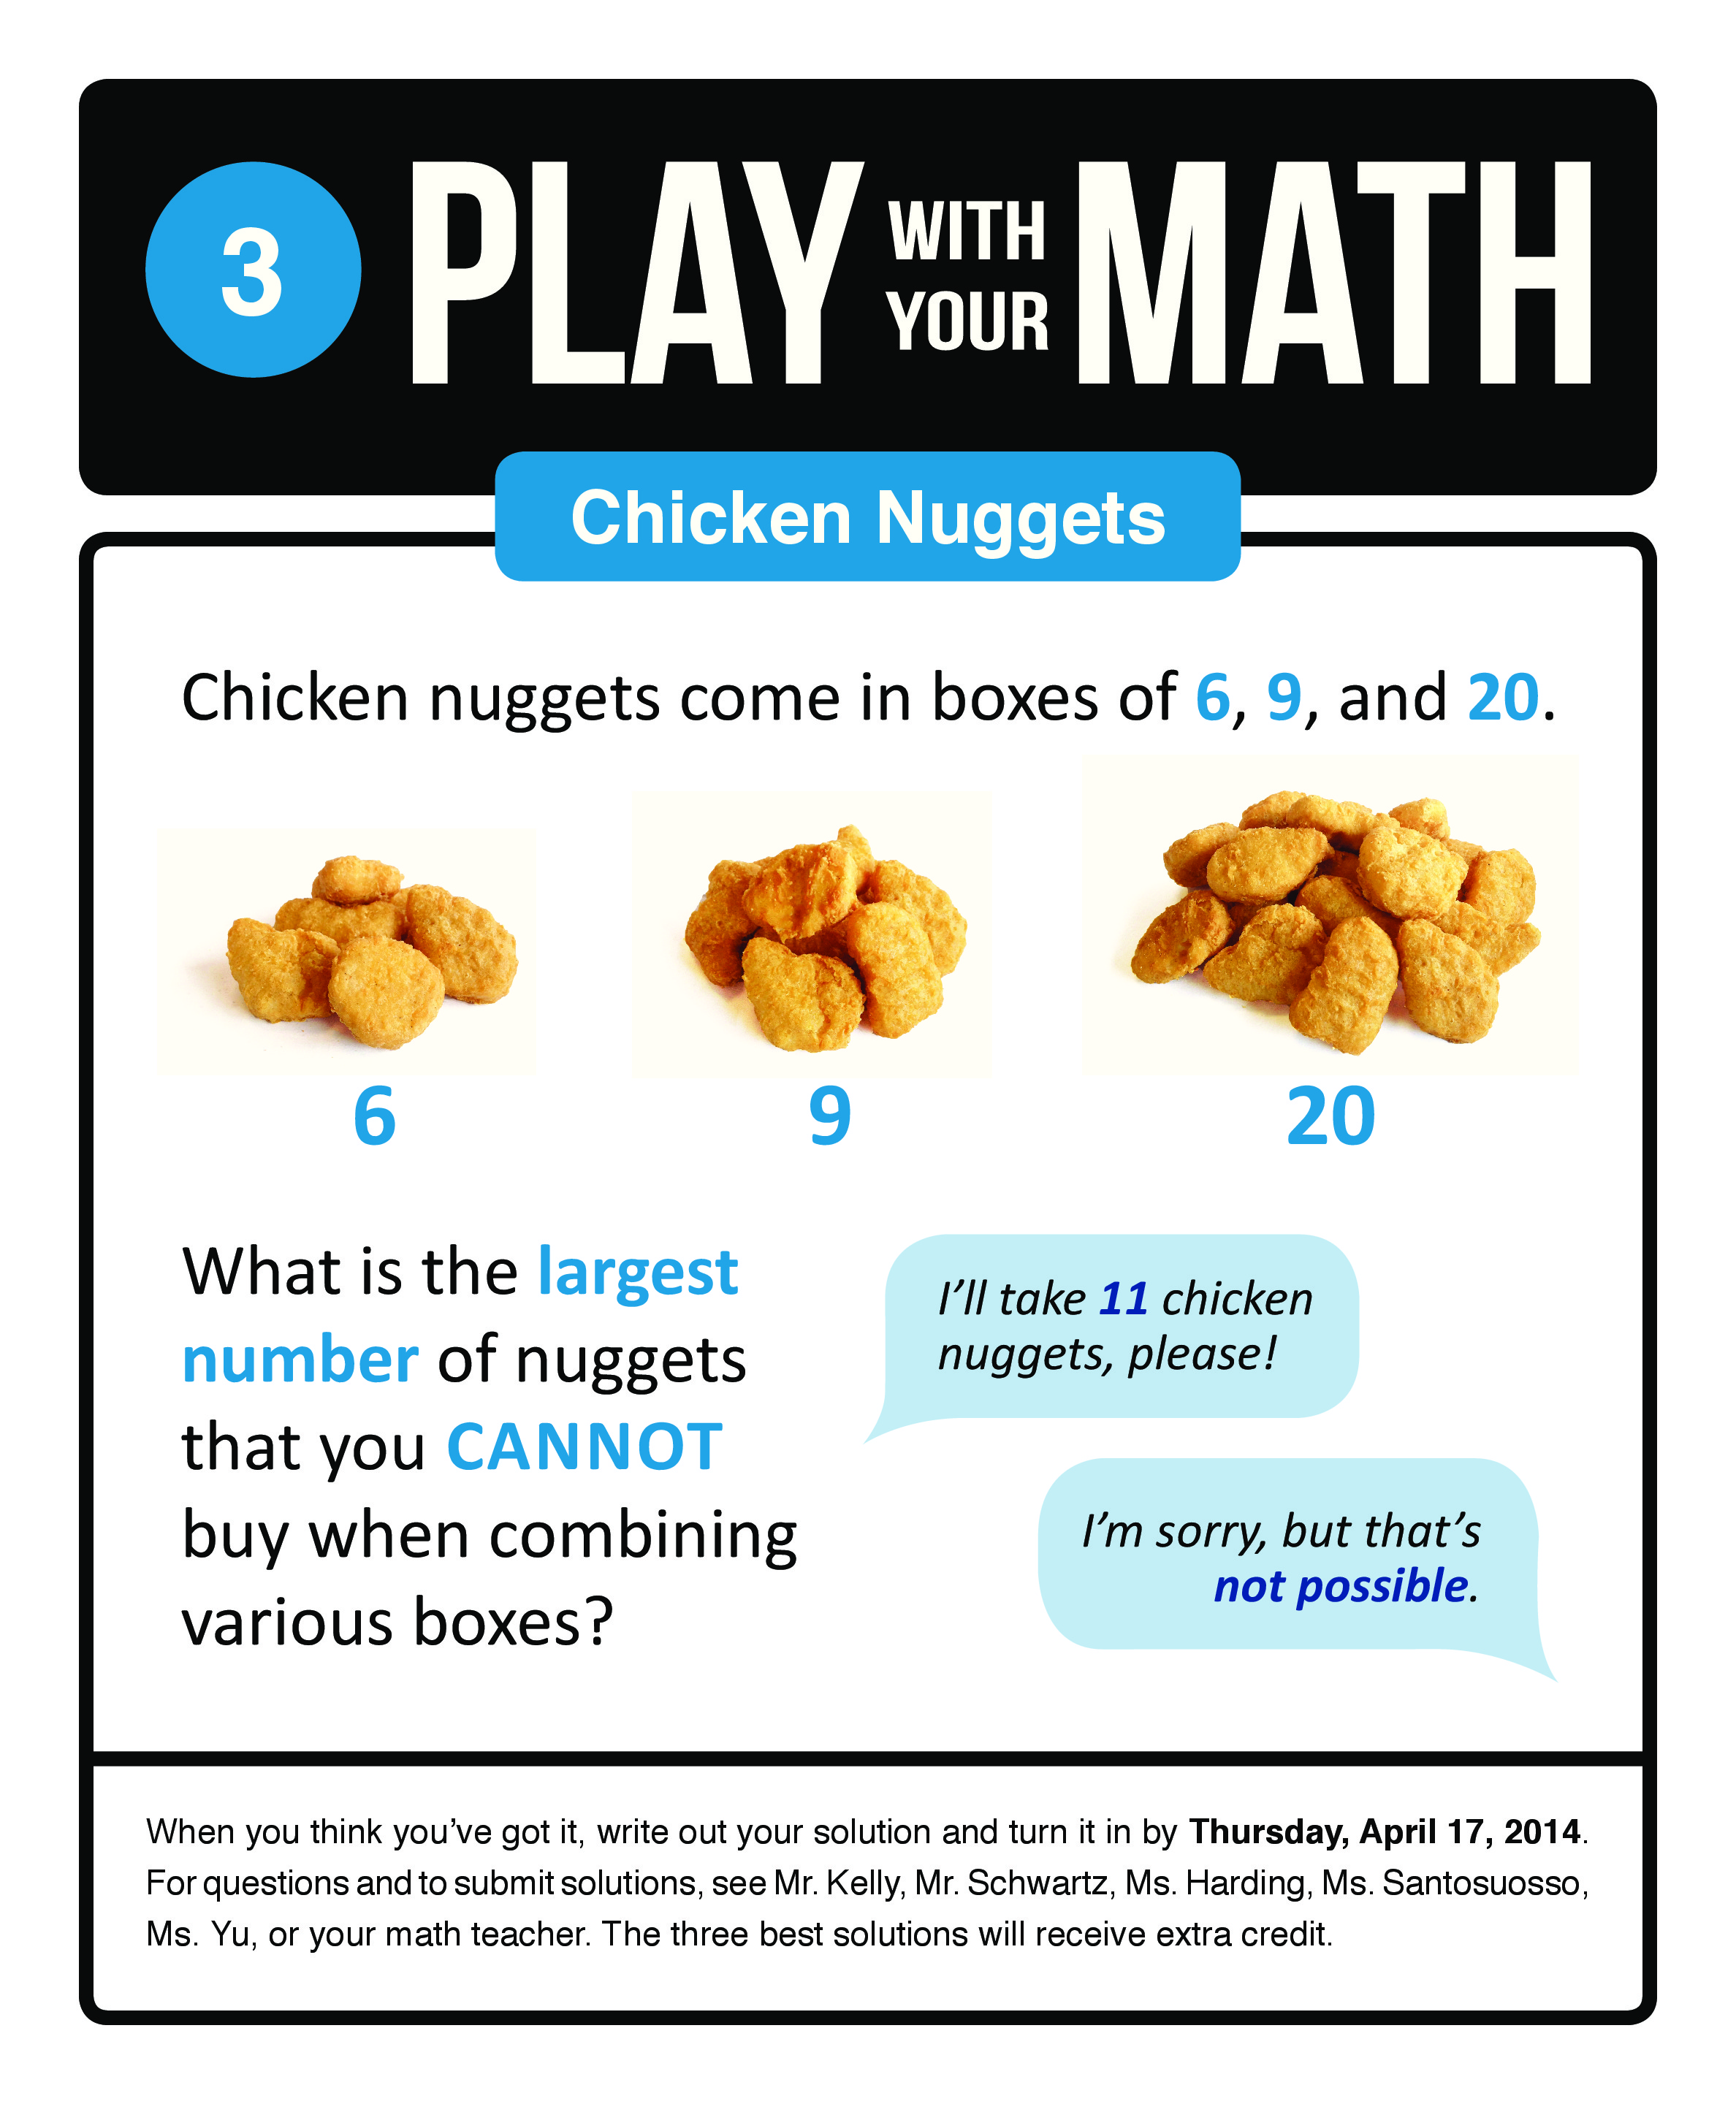 3
PLAY WITH YOUR MATH
Chicken Nuggets
Chicken nuggets come in boxes of 6, 9, and 20.
6 9 20
What is the largest
number of nuggets
that you CANNOT
buy when combining
various boxes?
I'll take 11 chicken
nuggets, please!
I'm sorry, but that's
not possible.
When you think you've got it, write out your solution and turn it in by Thursday, April 17, 2014.
For questions and to submit solutions, see Mr. Kelly, Mr. Schwartz, Ms. Harding, Ms. Santosuosso,
Ms. Yu, or your math teacher. The three best solutions will receive extra credit.